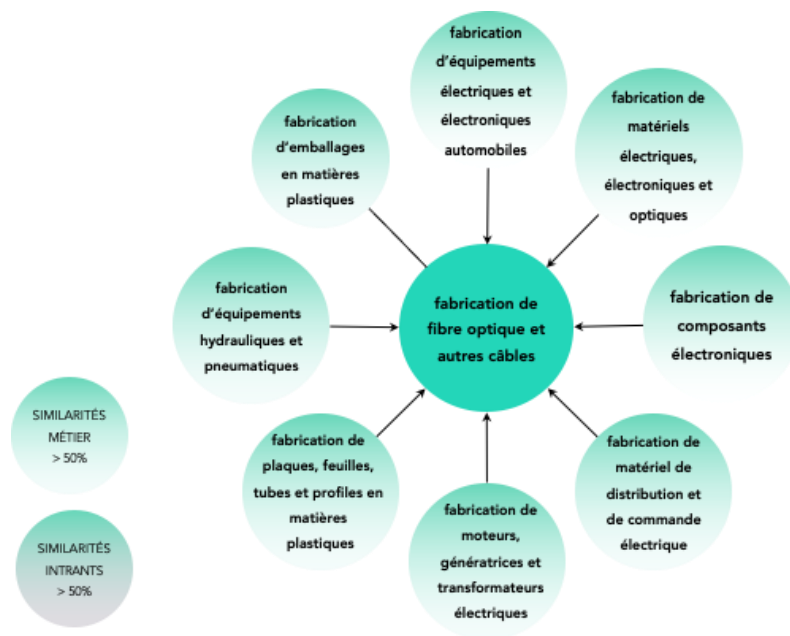 fabrication
d'équipements
électriques et
électroniques
automobiles
fabrication de
matériels
électriques,
électroniques et
optiques
fabrication
d'emballages
en matières
plastiques
fabrication de
composants
électroniques
fabrication
d'équipements
hydrauliques et
pneumatiques
fabrication de
fibre optique et
autres câbles
SIMILARITÉS
MÉTIER
> 50%
fabrication de
plaques, feuilles,
tubes et profiles en
matières
plastiques
fabrication de
moteurs,
génératrices et
transformateurs
électriques
fabrication de
matériel de
distribution et
de commande
électrique
SIMILARITÉS
INTRANTS
> 50%